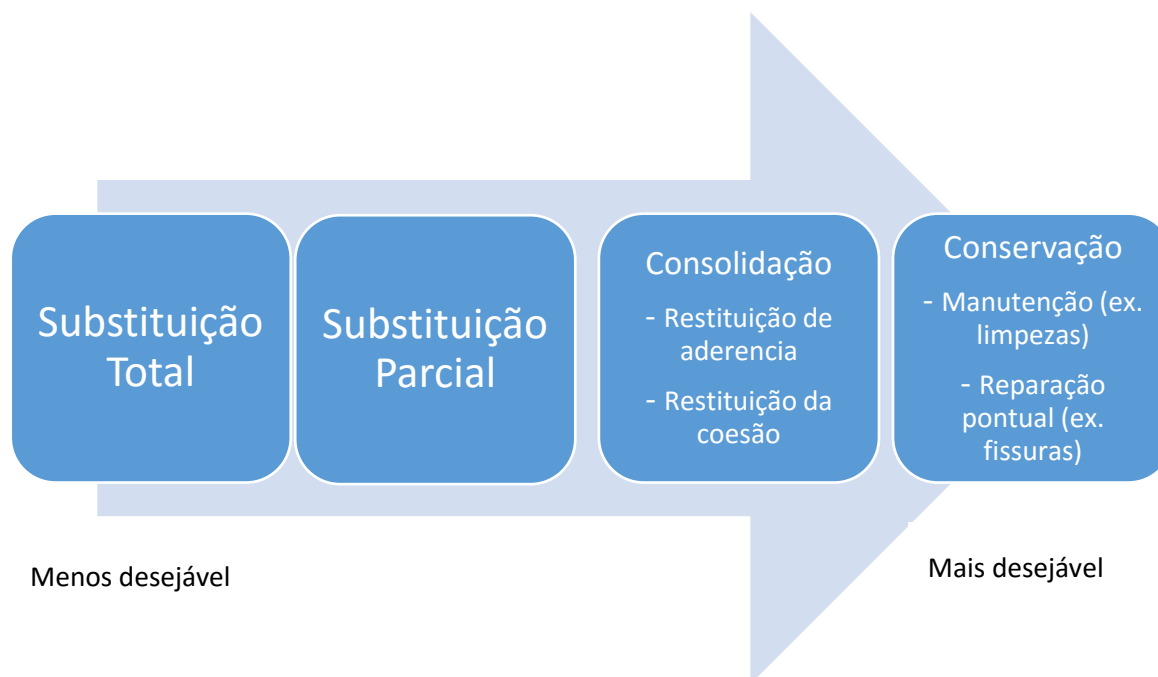 Substituição
Total
Substituição
Parcial
Consolidação
- Restituição de
aderencia
- Restituição da
coesão
Conservação
- Manutenção (ex.
limpezas)
- Reparação
pontual (ex.
fissuras)
Menos desejável
Mais desejável